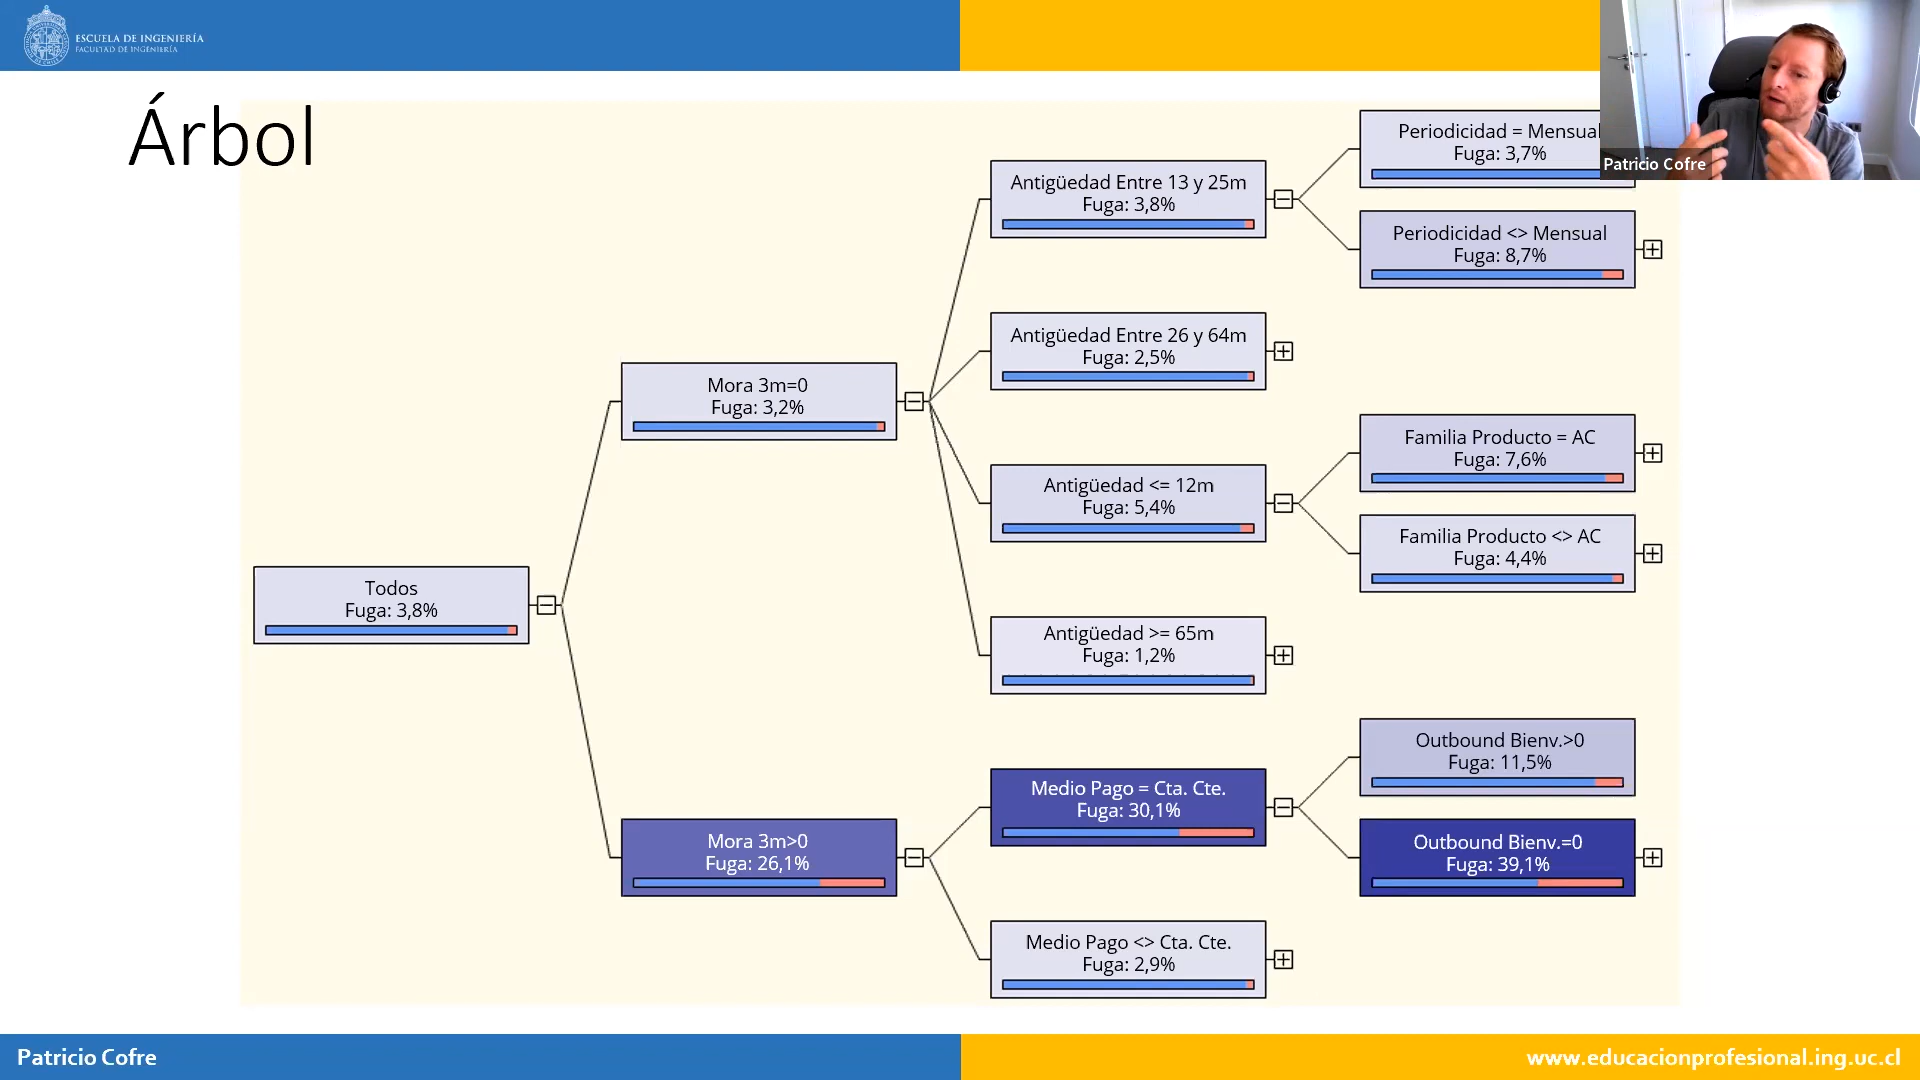 ESCUELA DE INGENIERÍA
FACULTAD DE INGENIERÍA
Árbol
Patricio Cofre
Todos
Fuga: 3,8%
Mora 3m=0
Fuga: 3,2%
Mora 3m>0
Fuga: 26,1%
Antigüedad Entre 13 y 25m
Fuga: 3,8%
Antigüedad Entre 26 y 64m
Fuga: 2,5%
Antigüedad <= 12m
Fuga: 5,4%
Antigüedad >= 65m
Fuga: 1,2%
Medio Pago = Cta. Cte.
Fuga: 30,1%
Medio Pago <> Cta. Cte.
Fuga: 2,9%
Periodicidad = Mensual
Fuga: 3,7%
Periodicidad <> Mensual
Fuga: 8,7%
Familia Producto = AC
Fuga: 7,6%
Familia Producto <> AC
Fuga: 4,4%
Outbound Bienv.>0
Fuga: 11,5%
Outbound Bienv.=0
Fuga: 39,1%
Patricio Cofre
www.educacionprofesional.ing.uc.cl